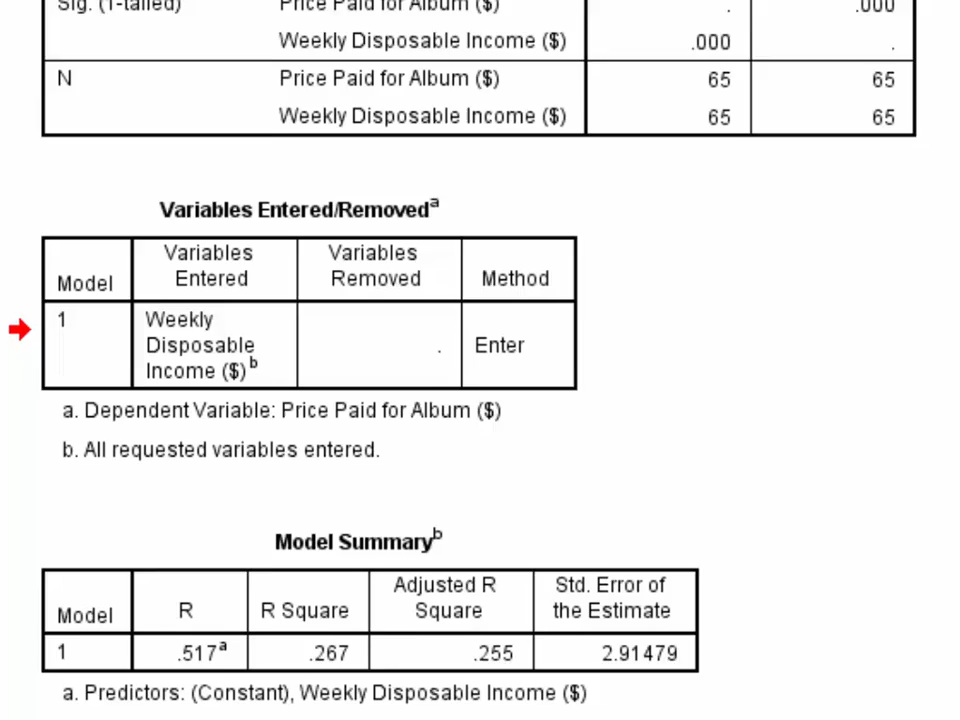 Sig. (1-tailed) Price Paid for Album ($) . .000
Weekly Disposable Income ($) .000 .
N Price Paid for Album ($) 65 65
Weekly Disposable Income ($) 65 65
Variables Entered/Removedᵃ
Model Variables Entered Variables Removed Method
1 Weekly Disposable Income ($)ᵇ . Enter
a. Dependent Variable: Price Paid for Album ($)
b. All requested variables entered.
Model Summaryᵇ
Model R R Square Adjusted R Square Std. Error of the Estimate
1 .517ᵃ .267 .255 2.91479
a. Predictors: (Constant), Weekly Disposable Income ($)